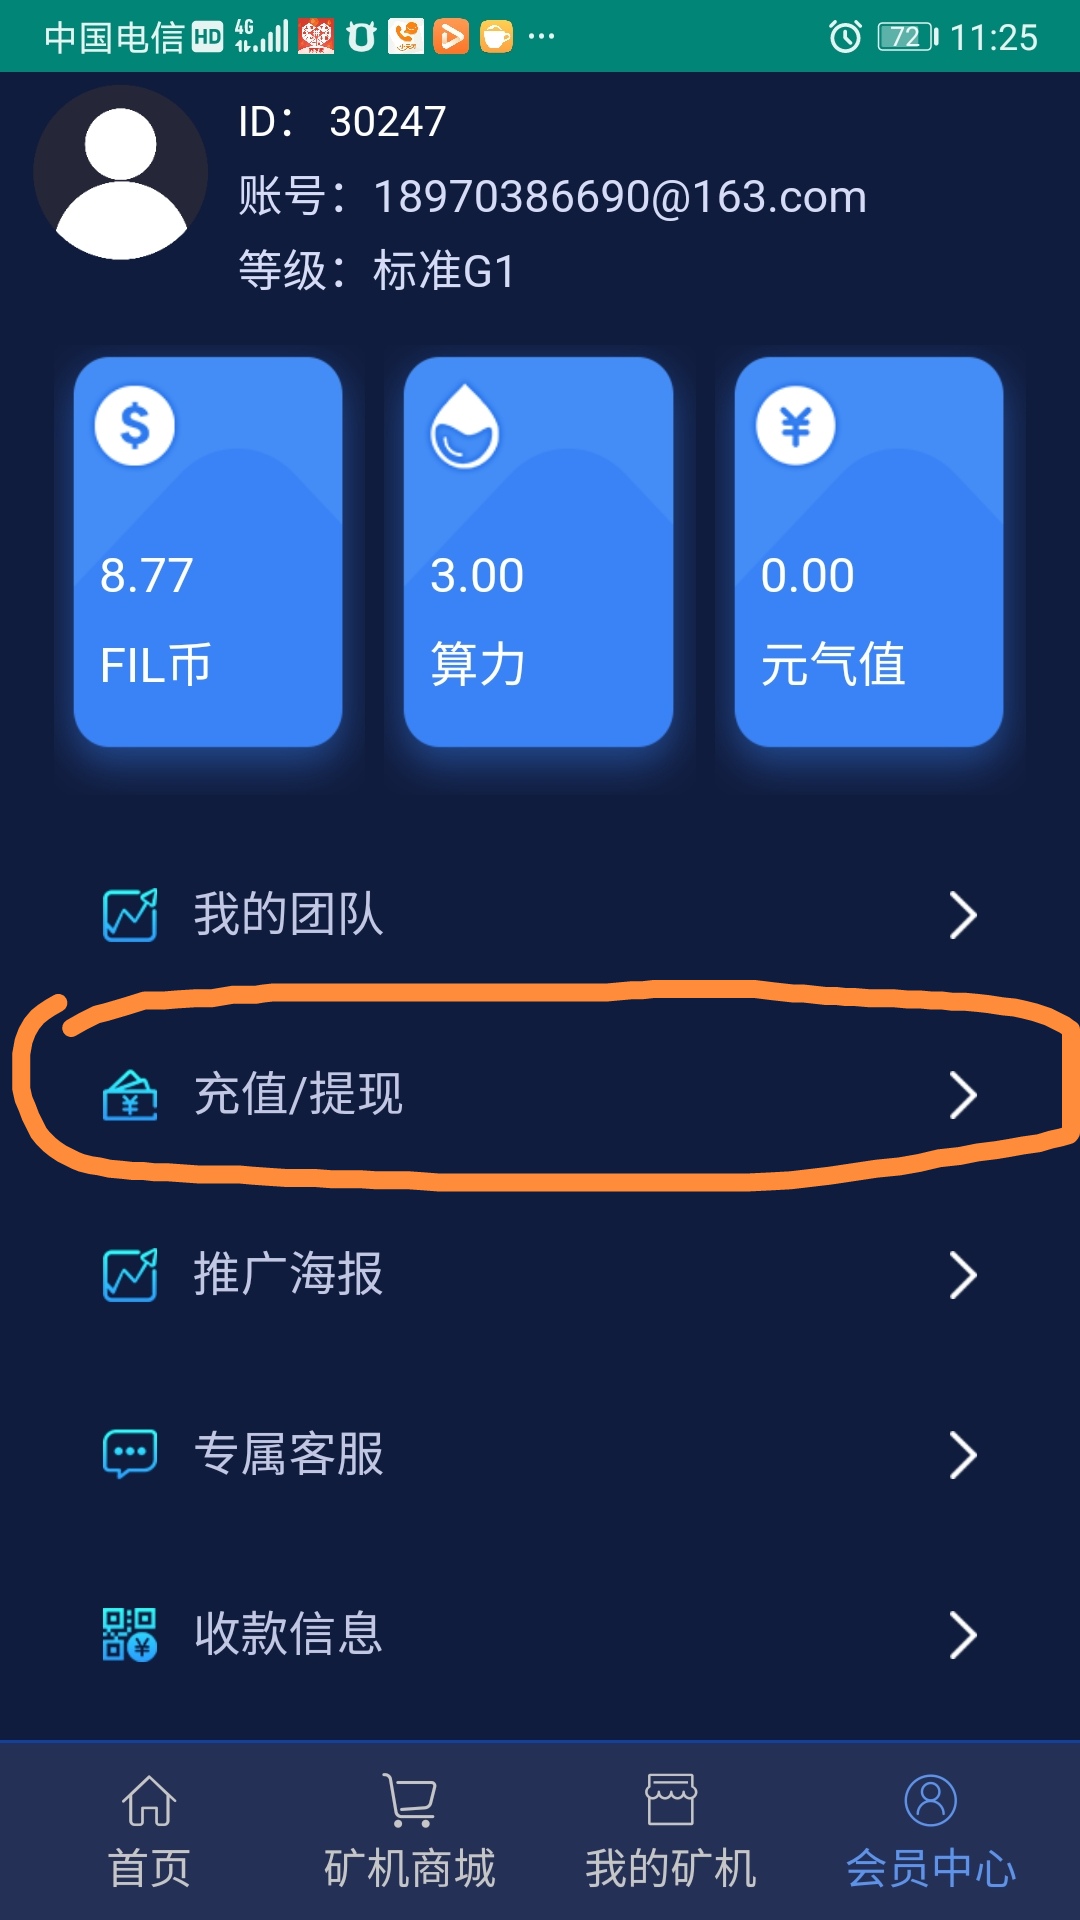 中国电信 HD 4G 72 11:25
ID： 30247
账号：18970386690@163.com
等级：标准G1
8.77
FIL币
3.00
算力
0.00
元气值
我的团队
充值/提现
推广海报
专属客服
收款信息
首页
矿机商城
我的矿机
会员中心